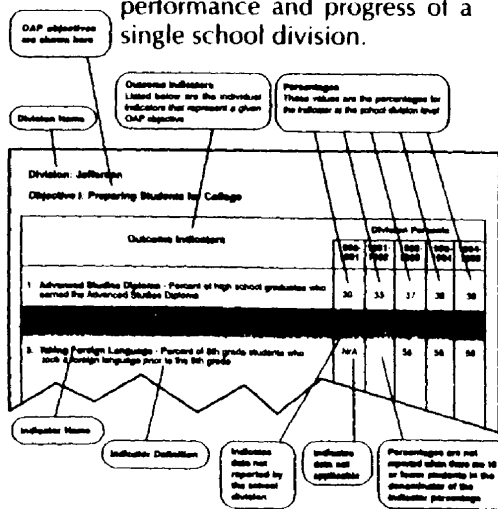 performance and progress of a
single school division.
OAP objectives
are shown here
Outcome Indicators
Listed below are the individual
indicators that represent a given
OAP objective
Percentages
These values are the percentages for
the indicator at the school division level
Division Name
Division: Jefferson
Objective I. Preparing Students for College
Outcome Indicators
Division Percents
1. Advanced Studies Diploma - Percent of high school graduates who
earned the Advanced Studies Diploma
30 35 37 38 39
3. Taking Foreign Language - Percent of 8th grade students who
took a foreign language prior to the 9th grade
N/A 56 56
Indicator Name
Indicator Definition
Indicates
data not
reported by
the school
division
Indicates
data not
applicable
Percentages are not
reported when there are 10
or fewer students in the
denominator of the
indicator percentage